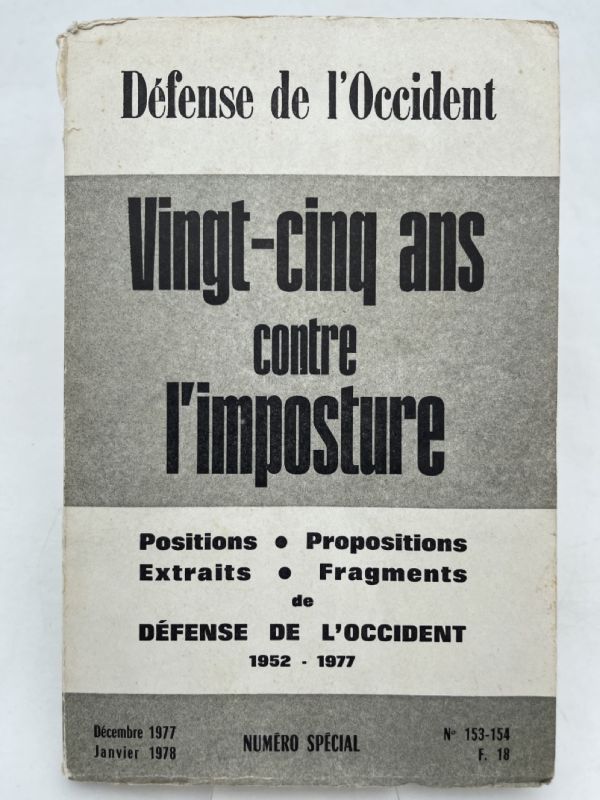 Défense de l'Occident
Vingt-cinq ans
contre
l'imposture
Positions • Propositions
Extraits • Fragments
de
DÉFENSE DE L'OCCIDENT
1952 - 1977
Décembre 1977
Janvier 1978
NUMÉRO SPÉCIAL
Nº 153-154
F. 18